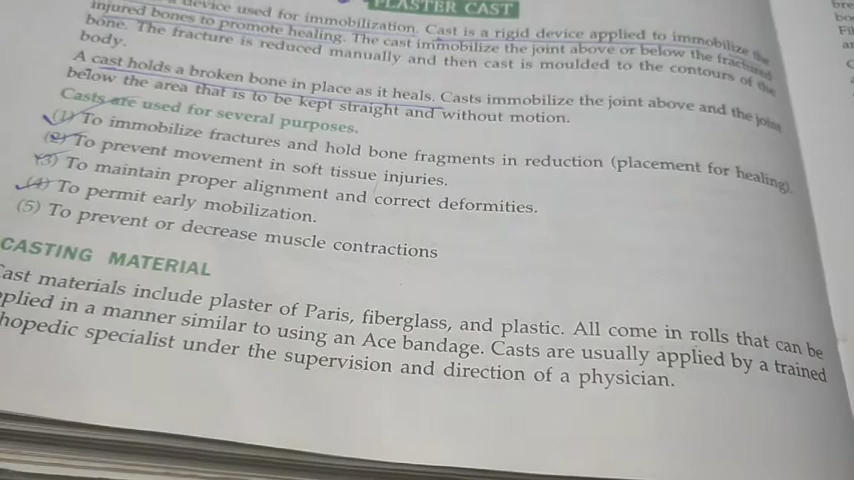 PLASTER CAST
device used for immobilization. Cast is a rigid device applied to immobilize the
injured bones to promote healing. The cast immobilize the joint above or below the fractured
bone. The fracture is reduced manually and then cast is moulded to the contours of the
body.
A cast holds a broken bone in place as it heals. Casts immobilize the joint above and the joint
below the area that is to be kept straight and without motion.
Casts are used for several purposes.
(1) To immobilize fractures and hold bone fragments in reduction (placement for healing).
(2) To prevent movement in soft tissue injuries.
(3) To maintain proper alignment and correct deformities.
(4) To permit early mobilization.
(5) To prevent or decrease muscle contractions
CASTING MATERIAL
Cast materials include plaster of Paris, fiberglass, and plastic. All come in rolls that can be
pplied in a manner similar to using an Ace bandage. Casts are usually applied by a trained
hopedic specialist under the supervision and direction of a physician.